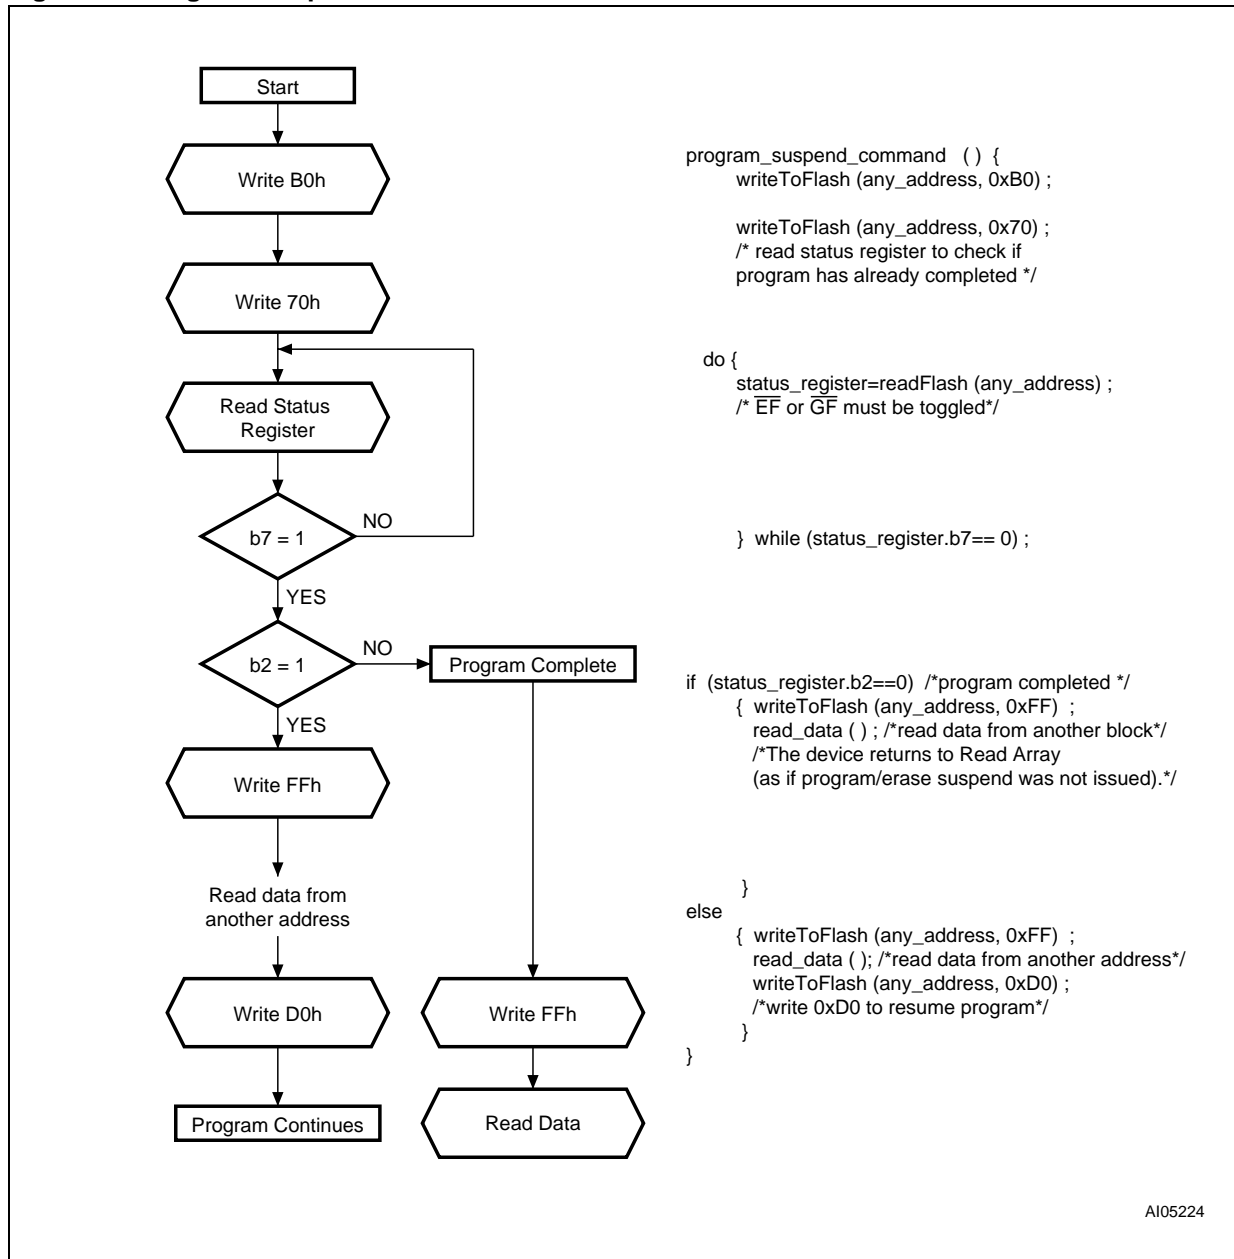 Start
Write B0h
Write 70h
Read Status
Register
b7 = 1
NO
YES
b2 = 1
NO
Program Complete
YES
Write FFh
Read data from
another address
Write D0h
Write FFh
Program Continues
Read Data
program_suspend_command ( ) {
writeToFlash (any_address, 0xB0) ;
writeToFlash (any_address, 0x70) ;
/* read status register to check if
program has already completed */
do {
status_register=readFlash (any_address) ;
/* E̅F̅ or G̅F̅ must be toggled*/
} while (status_register.b7== 0) ;
if (status_register.b2==0) /*program completed */
{ writeToFlash (any_address, 0xFF) ;
read_data ( ) ; /*read data from another block*/
/*The device returns to Read Array
(as if program/erase suspend was not issued).*/
}
else
{ writeToFlash (any_address, 0xFF) ;
read_data ( ); /*read data from another address*/
writeToFlash (any_address, 0xD0) ;
/*write 0xD0 to resume program*/
}
}
AI05224